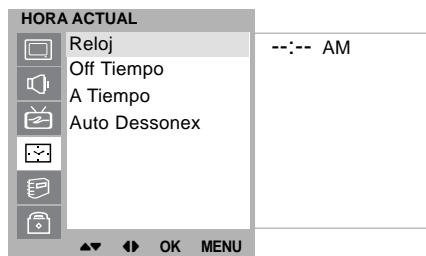 HORA ACTUAL
Reloj
--:-- AM
Off Tiempo
A Tiempo
Auto Dessonex
OK MENU